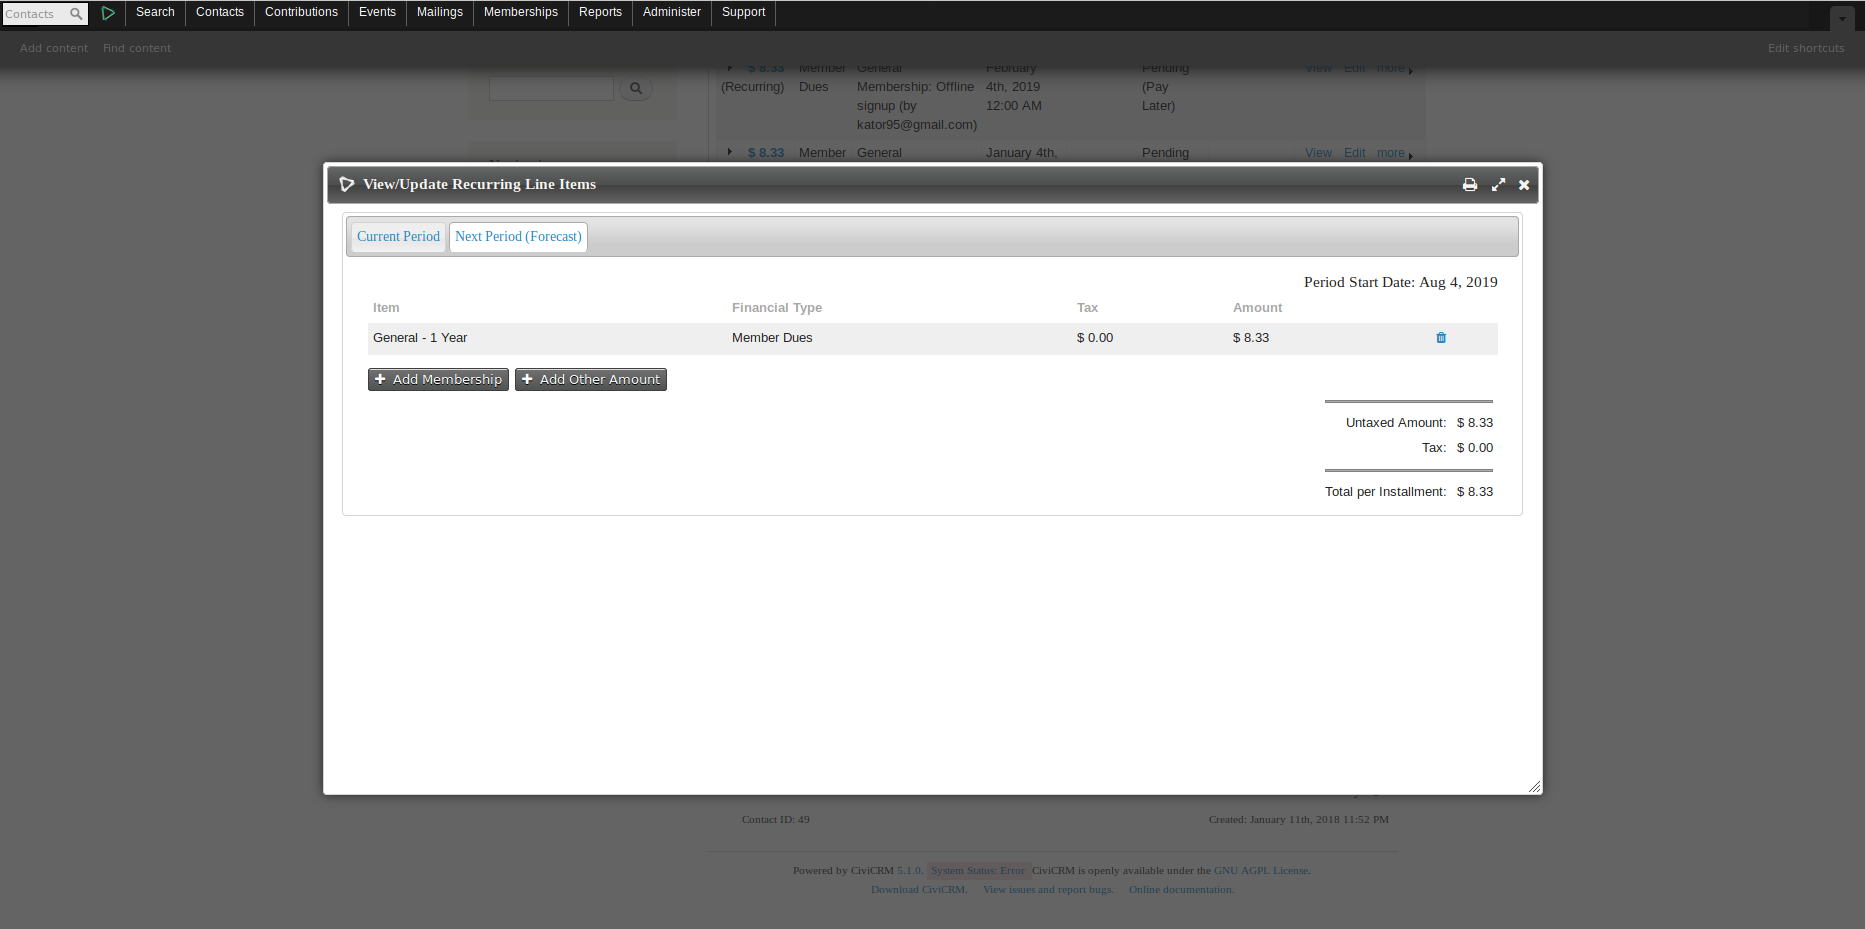 Contacts
Search
Contacts
Contributions
Events
Mailings
Memberships
Reports
Administer
Support
Add content
Find content
Edit shortcuts
$ 8.33 Member General February Pending View Edit more
(Recurring) Dues Membership: Offline 4th, 2019 (Pay
signup (by 12:00 AM Later)
kator95@gmail.com)
$ 8.33 Member General January 4th, Pending View Edit more
View/Update Recurring Line Items
Current Period
Next Period (Forecast)
Period Start Date: Aug 4, 2019
Item Financial Type Tax Amount
General - 1 Year Member Dues $ 0.00 $ 8.33
Add Membership
Add Other Amount
Untaxed Amount: $ 8.33
Tax: $ 0.00
Total per Installment: $ 8.33
Contact ID: 49
Created: January 11th, 2018 11:52 PM
Powered by CiviCRM 5.1.0. System Status: Error CiviCRM is openly available under the GNU AGPL License.
Download CiviCRM. View issues and report bugs. Online documentation.